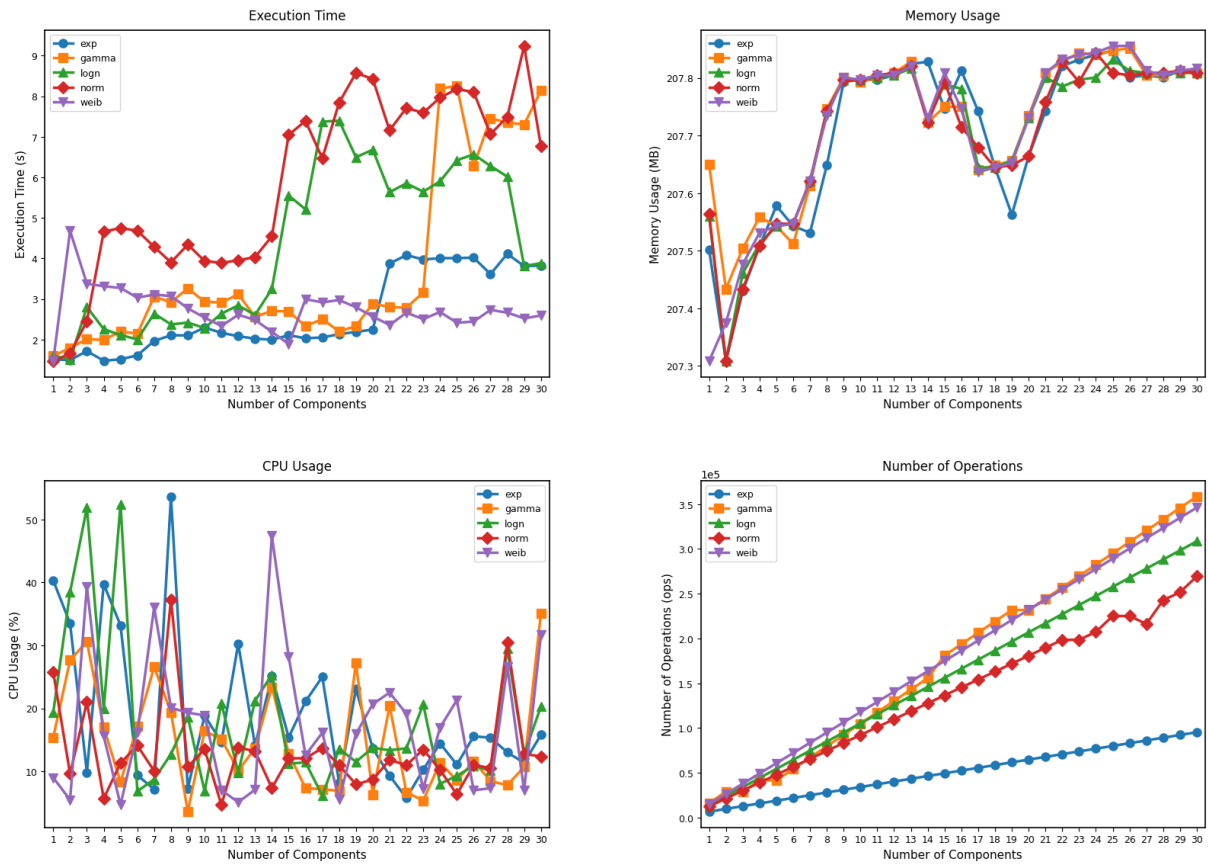 Execution Time
Execution Time (s)
9
8
7
6
5
4
3
2
exp
gamma
logn
norm
weib
1 2 3 4 5 6 7 8 9 10 11 12 13 14 15 16 17 18 19 20 21 22 23 24 25 26 27 28 29 30
Number of Components
Memory Usage
Memory Usage (MB)
207.8
207.7
207.6
207.5
207.4
207.3
exp
gamma
logn
norm
weib
1 2 3 4 5 6 7 8 9 10 11 12 13 14 15 16 17 18 19 20 21 22 23 24 25 26 27 28 29 30
Number of Components
CPU Usage
CPU Usage (%)
50
40
30
20
10
exp
gamma
logn
norm
weib
1 2 3 4 5 6 7 8 9 10 11 12 13 14 15 16 17 18 19 20 21 22 23 24 25 26 27 28 29 30
Number of Components
Number of Operations
1e5
Number of Operations (ops)
3.5
3.0
2.5
2.0
1.5
1.0
0.5
0.0
exp
gamma
logn
norm
weib
1 2 3 4 5 6 7 8 9 10 11 12 13 14 15 16 17 18 19 20 21 22 23 24 25 26 27 28 29 30
Number of Components